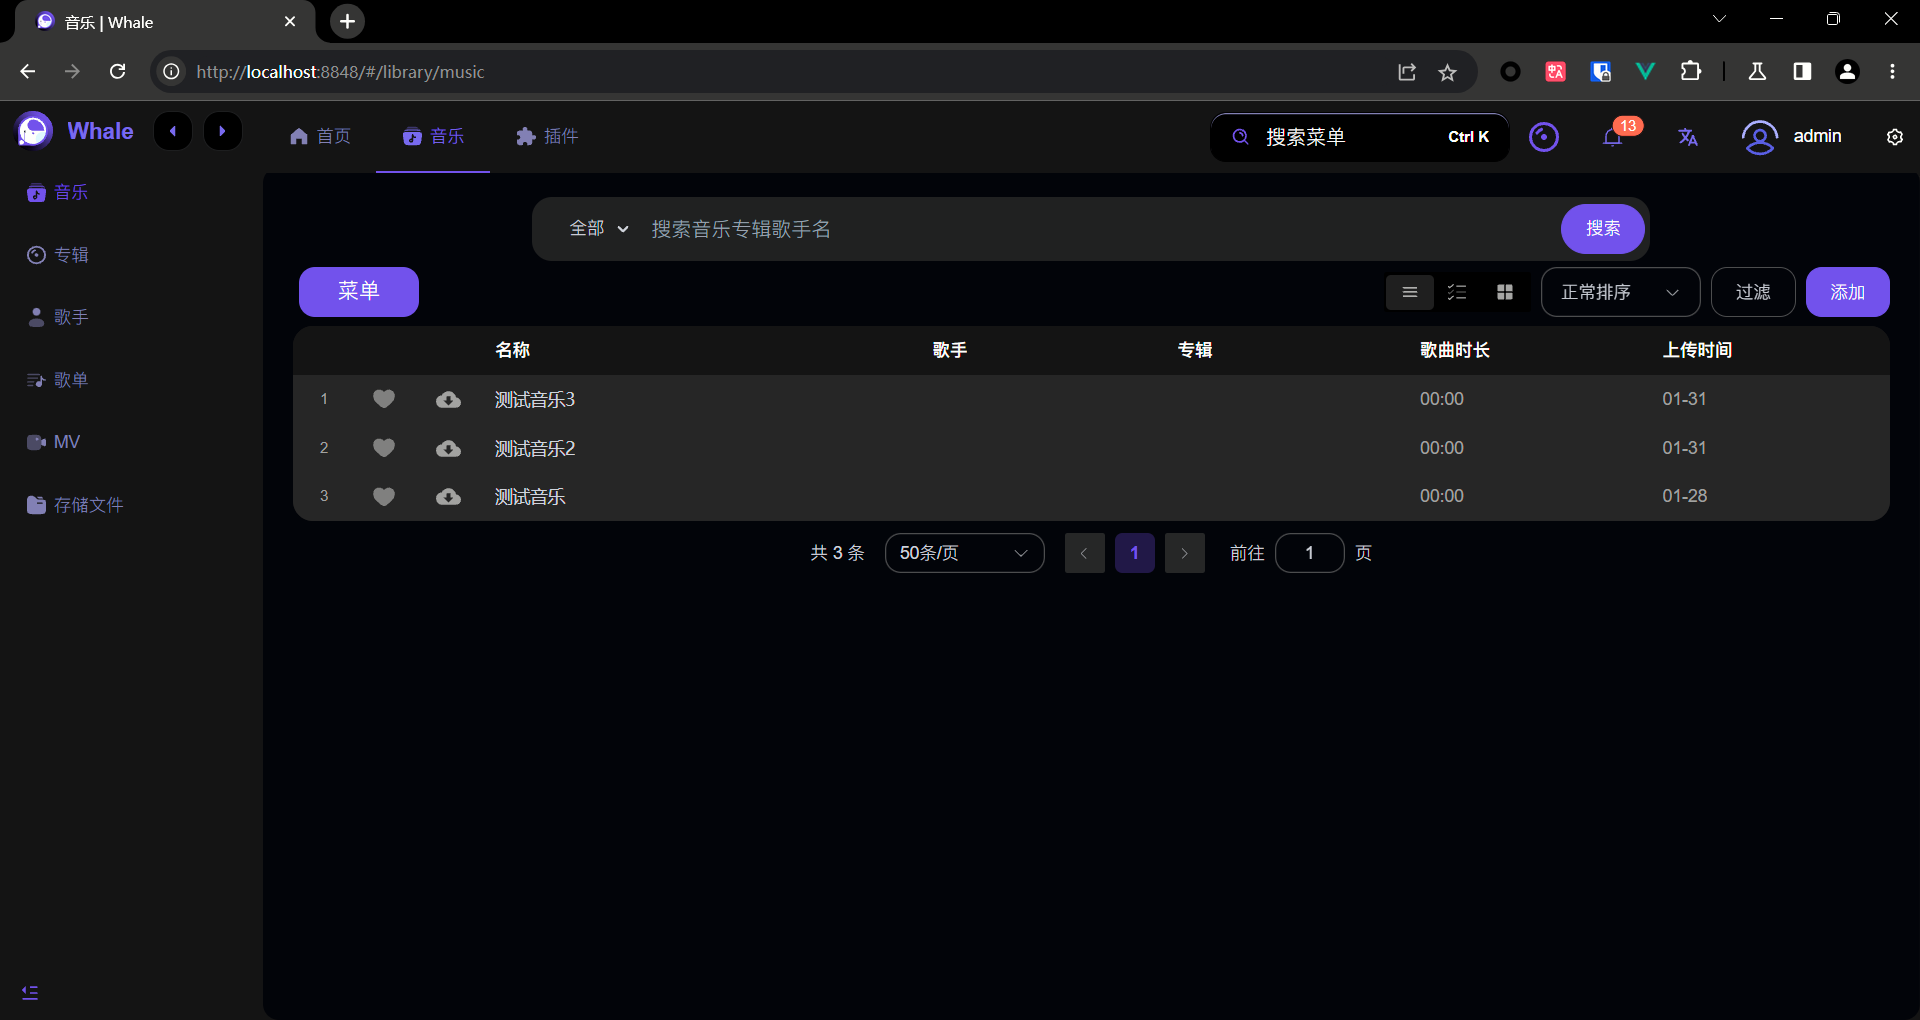 音乐 | Whale
http://localhost:8848/#/library/music
Whale
首页
音乐
插件
搜索菜单
Ctrl K
13
admin
音乐
专辑
歌手
歌单
MV
存储文件
全部
搜索音乐专辑歌手名
搜索
菜单
正常排序
过滤
添加
名称 歌手 专辑 歌曲时长 上传时间
1 测试音乐3 00:00 01-31
2 测试音乐2 00:00 01-31
3 测试音乐 00:00 01-28
共 3 条 50条/页 1 前往 1 页